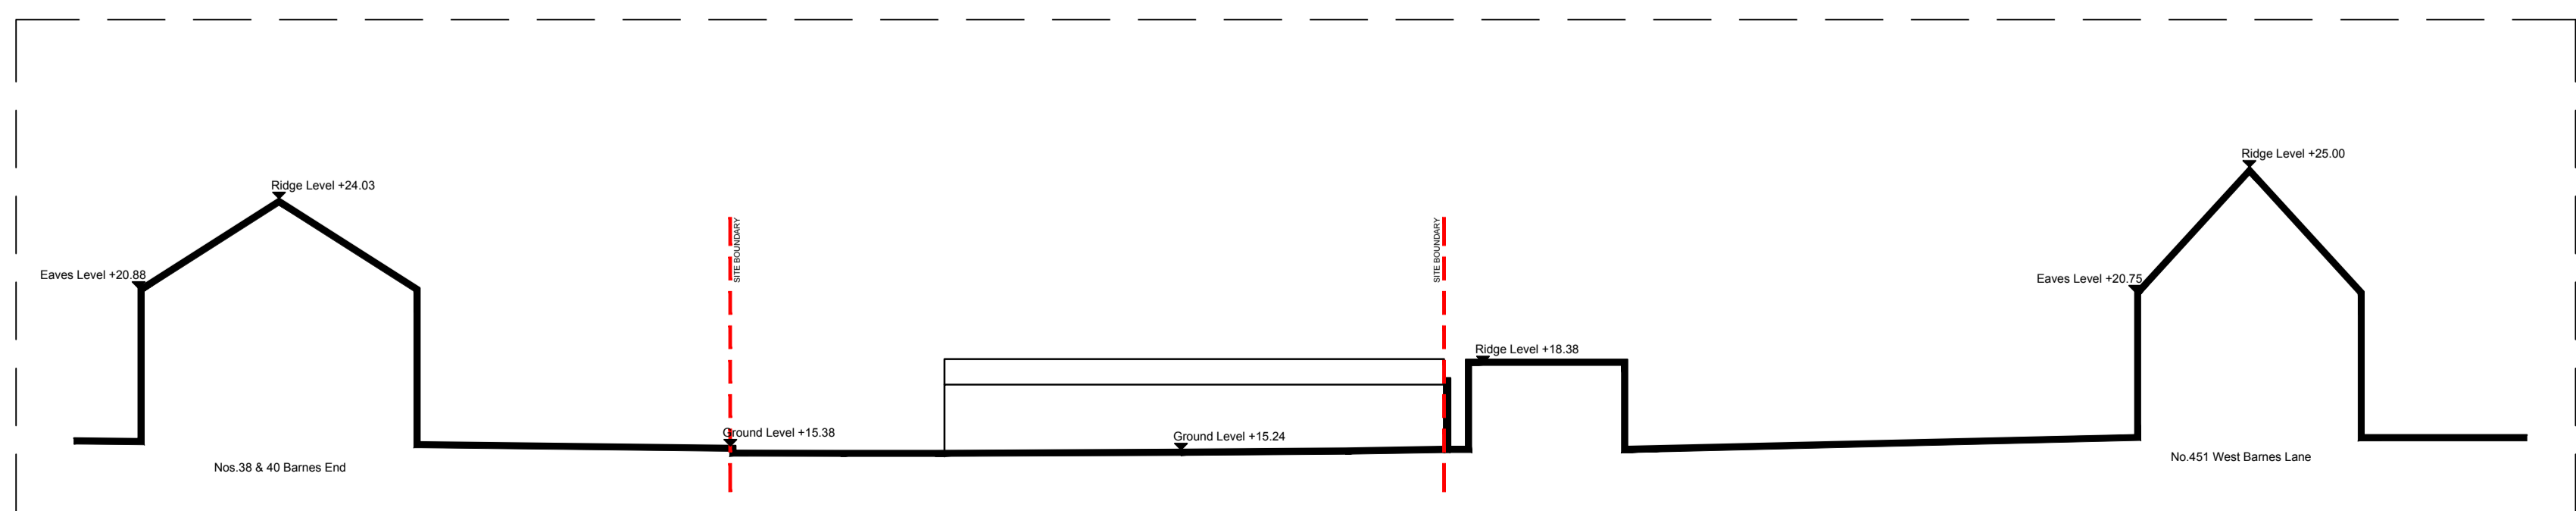 Ridge Level +24.03
Eaves Level +20.88
Nos.38 & 40 Barnes End
SITE BOUNDARY
Ground Level +15.38
Ground Level +15.24
SITE BOUNDARY
Ridge Level +18.38
Ridge Level +25.00
Eaves Level +20.75
No.451 West Barnes Lane